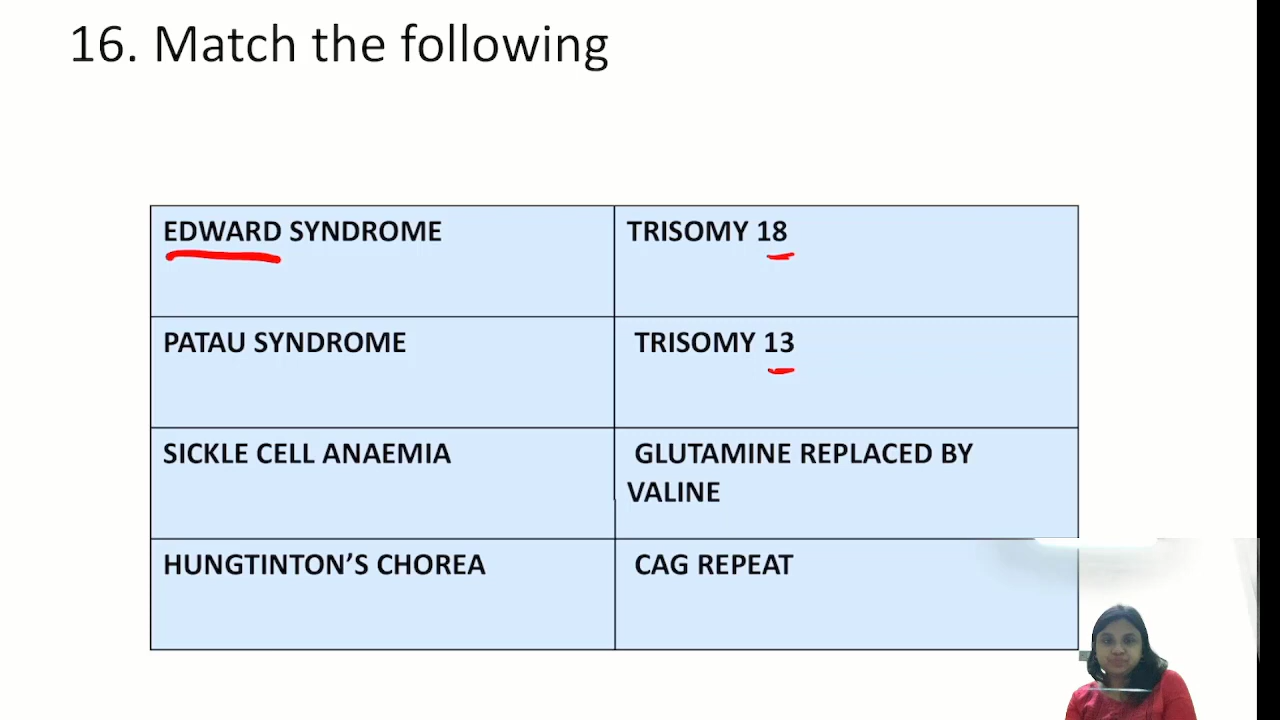 16. Match the following
EDWARD SYNDROME
TRISOMY 18
PATAU SYNDROME
TRISOMY 13
SICKLE CELL ANAEMIA
GLUTAMINE REPLACED BY
VALINE
HUNGTINTON’S CHOREA
CAG REPEAT